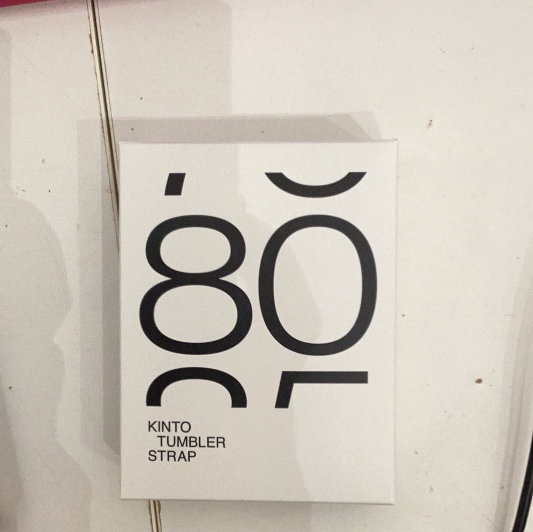 80
KINTO
TUMBLER
STRAP